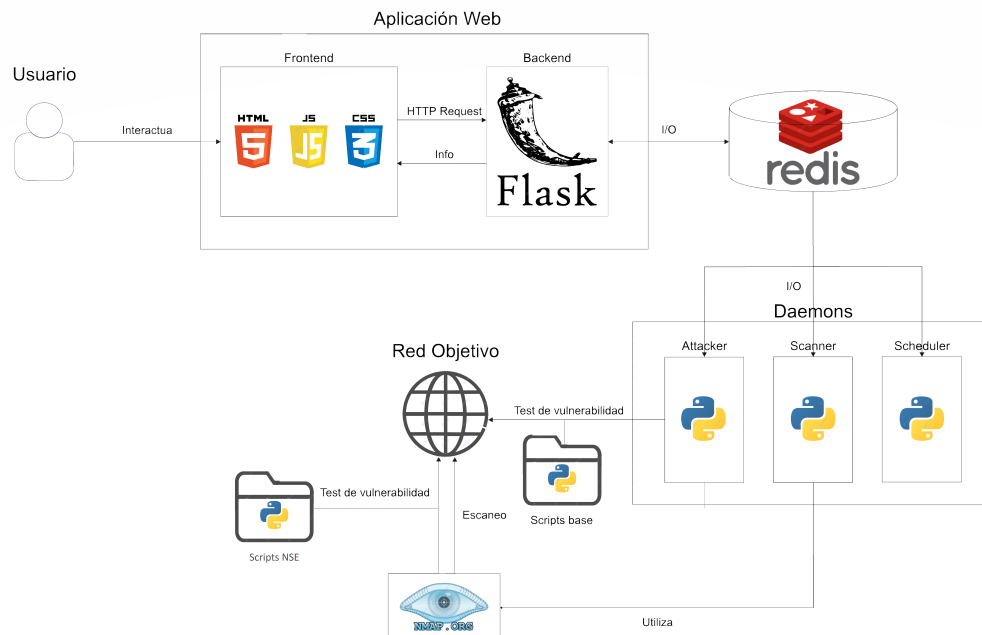 Aplicación Web
Usuario
Frontend
Backend
HTML
JS
CSS
HTTP Request
Interactua
I/O
Info
Flask
redis
I/O
Daemons
Attacker
Scanner
Scheduler
Red Objetivo
Test de vulnerabilidad
Test de vulnerabilidad
Escaneo
Scripts base
Scripts NSE
NMAP.ORG
Utiliza